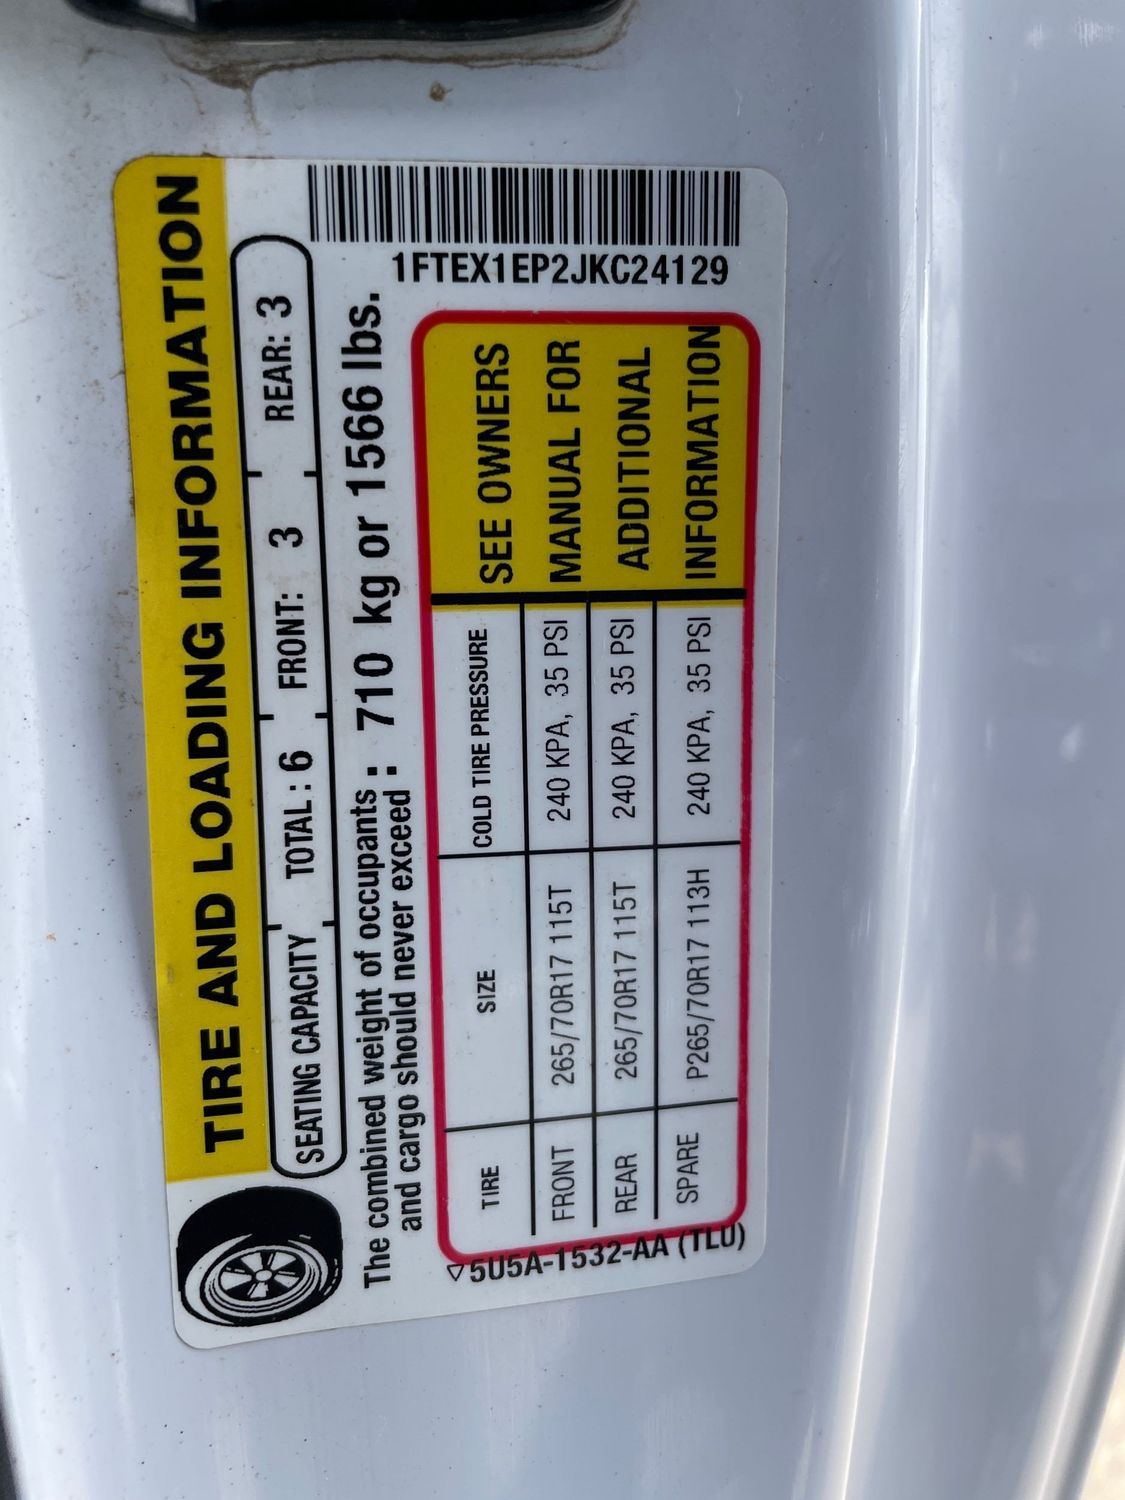 TIRE AND LOADING INFORMATION
SEATING CAPACITY TOTAL : 6 FRONT: 3 REAR: 3
The combined weight of occupants : 710 kg or 1566 lbs.
and cargo should never exceed :
1FTEX1EP2JKC24129
TIRE SIZE COLD TIRE PRESSURE
FRONT 265/70R17 115T 240 KPA, 35 PSI
REAR 265/70R17 115T 240 KPA, 35 PSI
SPARE P265/70R17 113H 240 KPA, 35 PSI
SEE OWNERS
MANUAL FOR
ADDITIONAL
INFORMATION
5U5A-1532-AA (TLU)